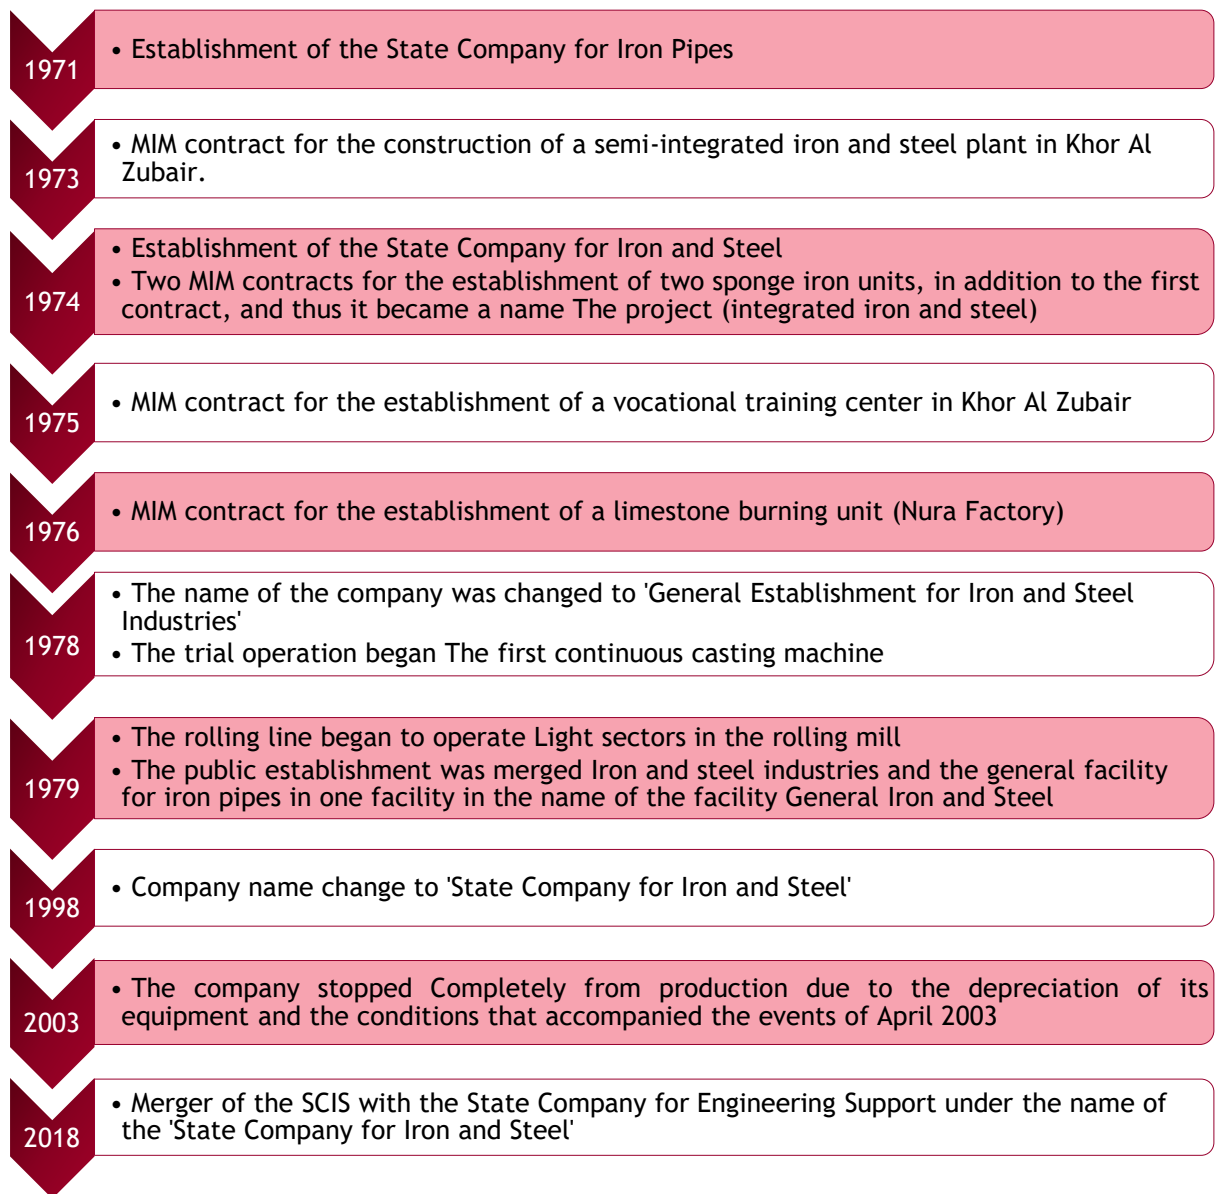 1971
• Establishment of the State Company for Iron Pipes
1973
• MIM contract for the construction of a semi-integrated iron and steel plant in Khor Al
Zubair.
1974
• Establishment of the State Company for Iron and Steel
• Two MIM contracts for the establishment of two sponge iron units, in addition to the first
contract, and thus it became a name The project (integrated iron and steel)
1975
• MIM contract for the establishment of a vocational training center in Khor Al Zubair
1976
• MIM contract for the establishment of a limestone burning unit (Nura Factory)
1978
• The name of the company was changed to 'General Establishment for Iron and Steel
Industries'
• The trial operation began The first continuous casting machine
1979
• The rolling line began to operate Light sectors in the rolling mill
• The public establishment was merged Iron and steel industries and the general facility
for iron pipes in one facility in the name of the facility General Iron and Steel
1998
• Company name change to 'State Company for Iron and Steel'
2003
• The company stopped Completely from production due to the depreciation of its
equipment and the conditions that accompanied the events of April 2003
2018
• Merger of the SCIS with the State Company for Engineering Support under the name of
the 'State Company for Iron and Steel'